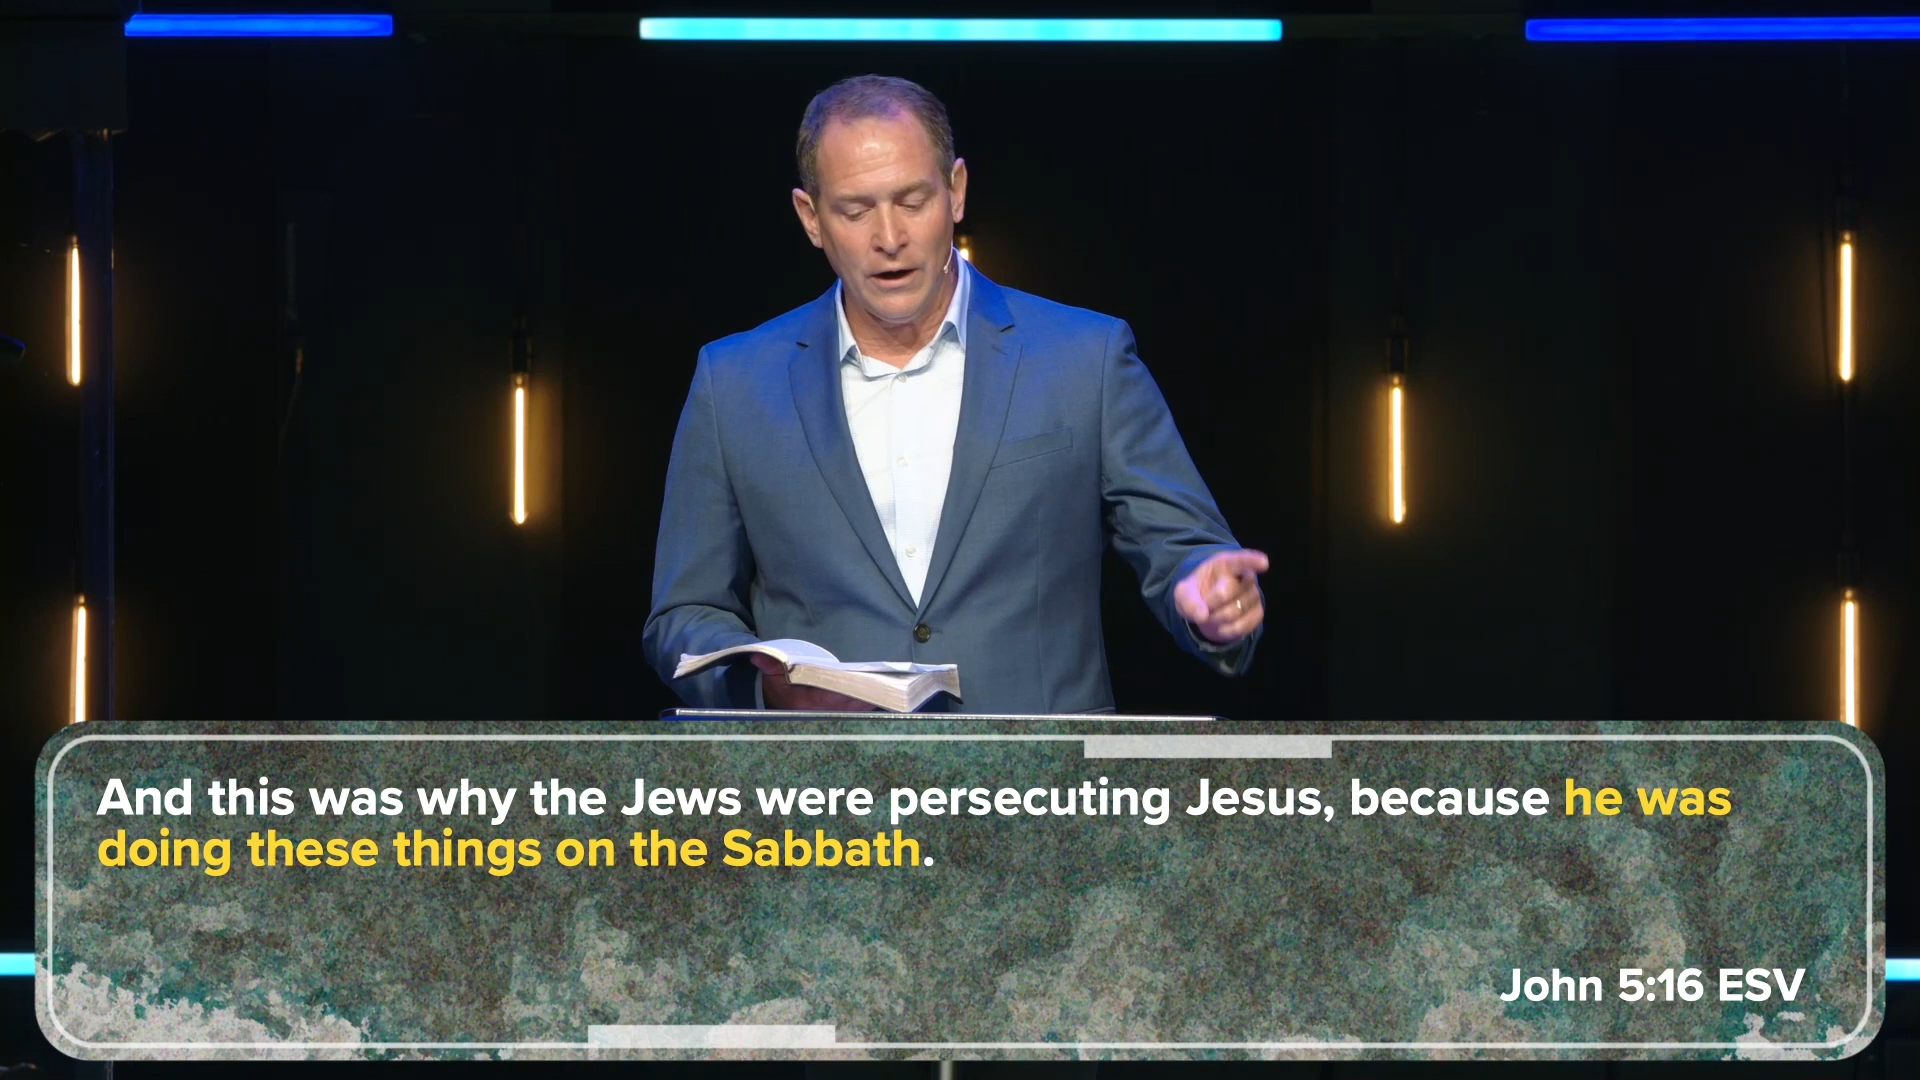 And this was why the Jews were persecuting Jesus, because he was
doing these things on the Sabbath.
John 5:16 ESV